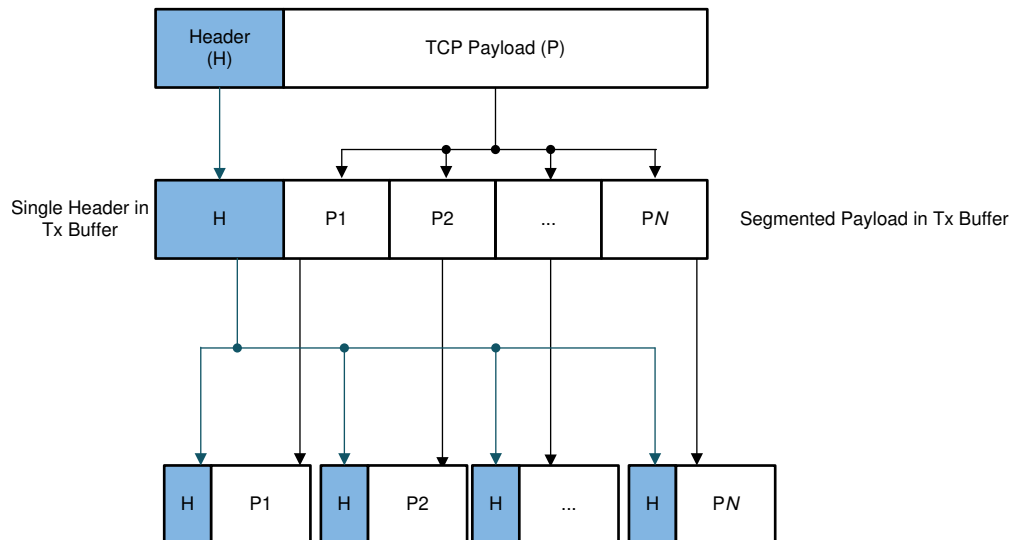 Header
(H)
TCP Payload (P)
Single Header in
Tx Buffer
H
P1
P2
...
PN
Segmented Payload in Tx Buffer
H
P1
H
P2
H
...
H
PN